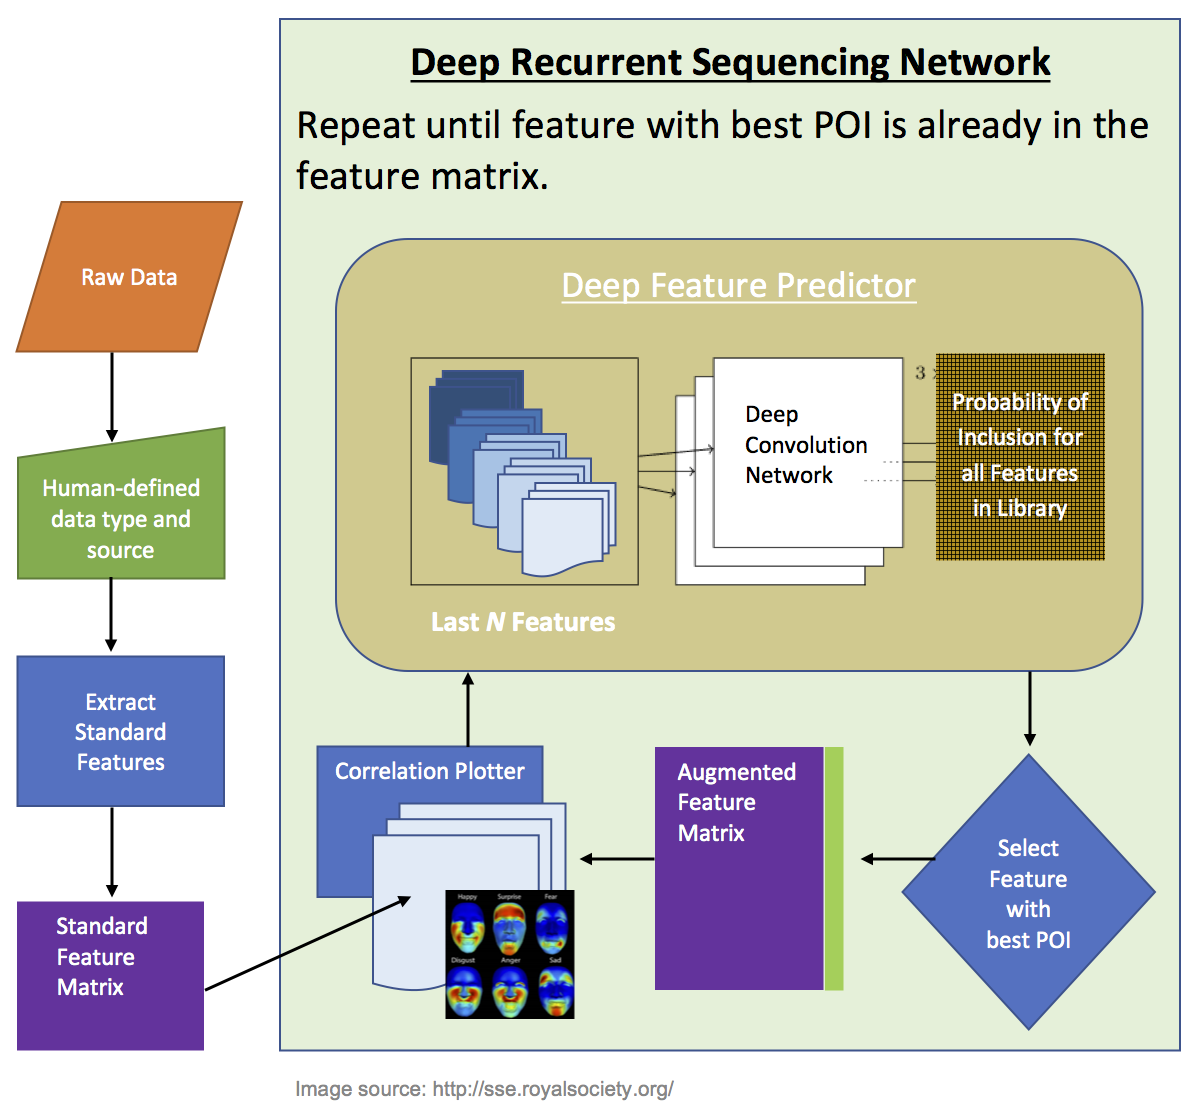 Deep Recurrent Sequencing Network
Repeat until feature with best POI is already in the
feature matrix.
Raw Data
Human-defined
data type and
source
Extract
Standard
Features
Standard
Feature
Matrix
Deep Feature Predictor
Last N Features
Deep
Convolution
Network
3 ×
Probability of
Inclusion for
all Features
in Library
Select
Feature
with
best POI
Augmented
Feature
Matrix
Correlation Plotter
Happy Surprise Fear
Disgust Anger Sad
Image source: http://sse.royalsociety.org/